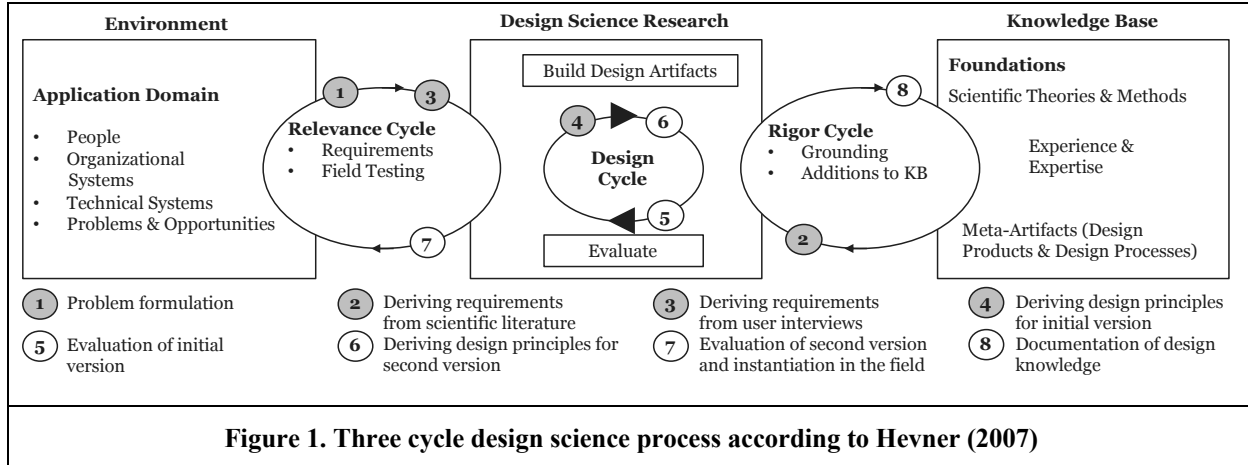 Environment
Design Science Research
Knowledge Base
Application Domain
• People
• Organizational
Systems
• Technical Systems
• Problems & Opportunities
1
3
Relevance Cycle
• Requirements
• Field Testing
7
Build Design Artifacts
4
6
Design
Cycle
5
Evaluate
8
Rigor Cycle
• Grounding
• Additions to KB
2
Foundations
Scientific Theories & Methods
Experience &
Expertise
Meta-Artifacts (Design
Products & Design Processes)
1 Problem formulation
2 Deriving requirements
from scientific literature
3 Deriving requirements
from user interviews
4 Deriving design principles
for initial version
5 Evaluation of initial
version
6 Deriving design principles for
second version
7 Evaluation of second version
and instantiation in the field
8 Documentation of design
knowledge
Figure 1. Three cycle design science process according to Hevner (2007)